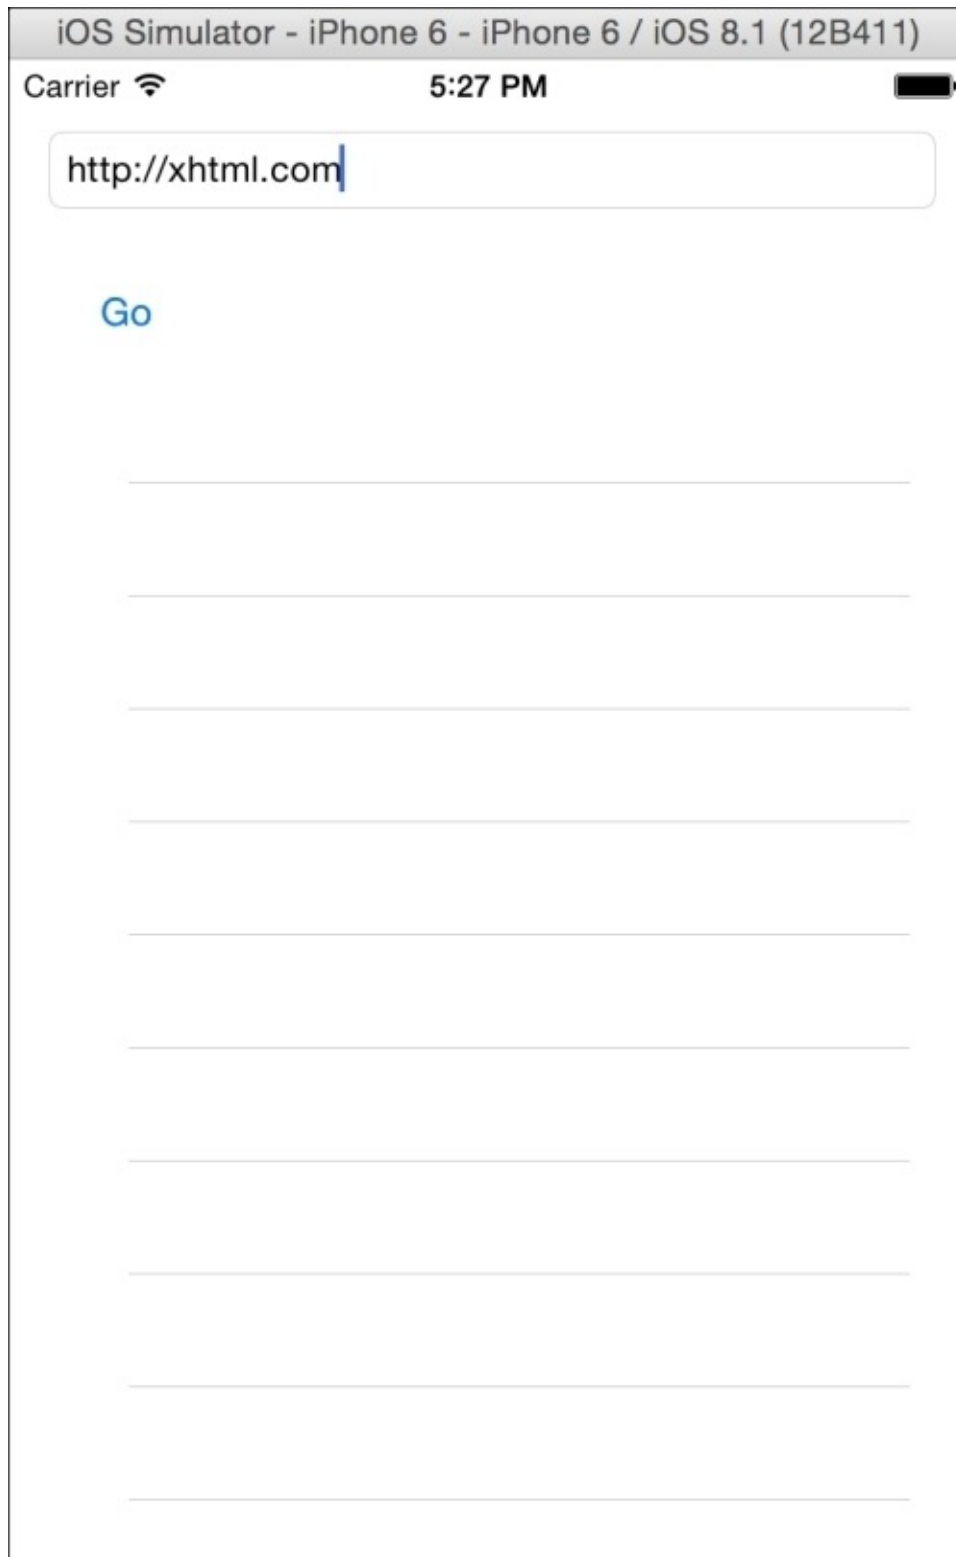 iOS Simulator - iPhone 6 - iPhone 6 / iOS 8.1 (12B411)
Carrier 5:27 PM
http://xhtml.com
Go